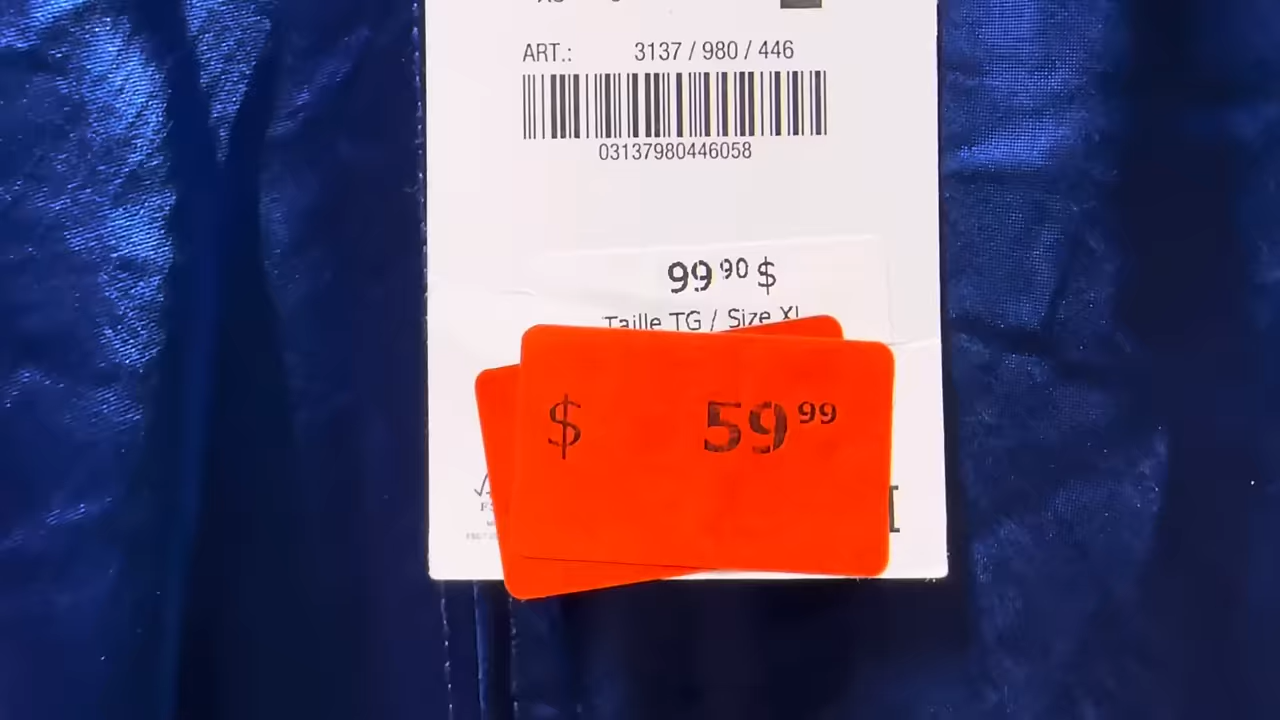 ART.: 3137 / 980 / 446
03137980446058
99 90 $
Taille TG / Size XL
$ 59 99